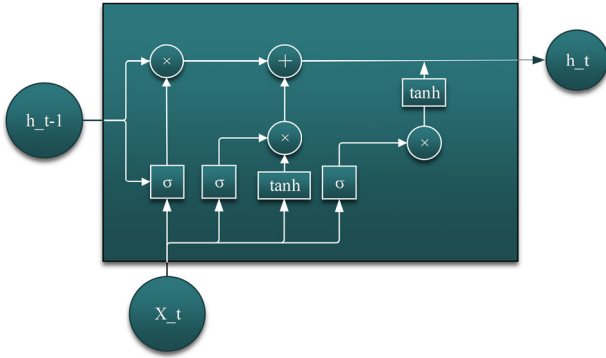 × + h_t
tanh
h_t-1
× ×
σ σ tanh σ
X_t